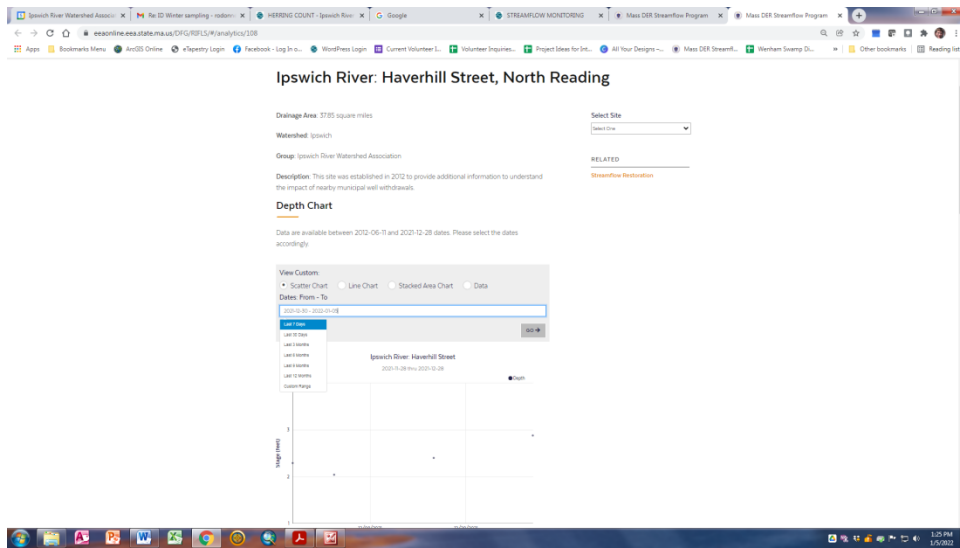 Ipswich River Watershed Associa
Re: ID Winter sampling - rodenm
HERRING COUNT - Ipswich River
Google
STREAMFLOW MONITORING
Mass DER Streamflow Program
Mass DER Streamflow Program
eeaonline.eea.state.ma.us/DFG/RIFLS/#/analytics/108
Apps
Bookmarks Menu
ArcGIS Online
eTapestry Login
Facebook - Log In o...
WordPress Login
Current Volunteer L...
Volunteer Inquiries...
Project Ideas for Int...
All Your Designs –...
Mass DER Streamfl...
Wenham Swamp Di...
»
Other bookmarks
Reading list
Ipswich River: Haverhill Street, North Reading
Drainage Area: 37.85 square miles
Watershed: Ipswich
Group: Ipswich River Watershed Association
Description: This site was established in 2012 to provide additional information to understand
the impact of nearby municipal well withdrawals.
Select Site
Select One
RELATED
Streamflow Restoration
Depth Chart
Data are available between 2012-06-11 and 2021-12-28 dates. Please select the dates
accordingly.
View Custom:
Scatter Chart
Line Chart
Stacked Area Chart
Data
Dates: From - To
2021-12-30 - 2022-01-05
Last 7 Days
Last 30 Days
Last 3 Months
Last 6 Months
Last 9 Months
Last 12 Months
Custom Range
GO
Ipswich River: Haverhill Street
2021-11-28 thru 2021-12-28
Depth
Stage (feet)
3
2
1
1:25 PM
1/5/2022